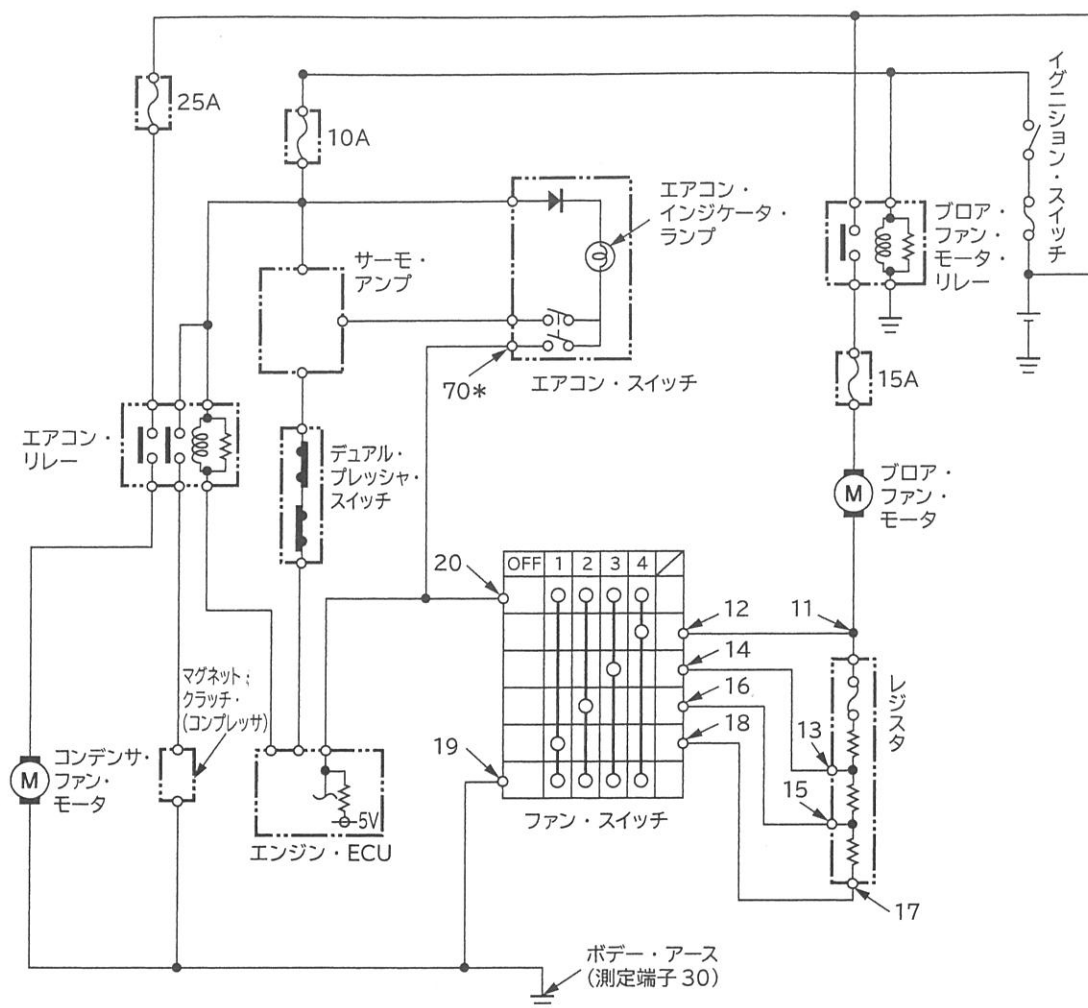 25A
10A
イグニション・スイッチ
エアコン・
インジケータ・
ランプ
ブロア・
ファン・
モータ・
リレー
サーモ・
アンプ
70*
エアコン・スイッチ
15A
エアコン・
リレー
デュアル・
プレッシャ・
スイッチ
M
ブロア・
ファン・
モータ
20
OFF 1 2 3 4
12
11
14
16
18
レジスタ
13
15
マグネット・
クラッチ・
(コンプレッサ)
19
M
コンデンサ・
ファン・
モータ
5V
エンジン・ECU
ファン・スイッチ
17
ボデー・アース
(測定端子30)